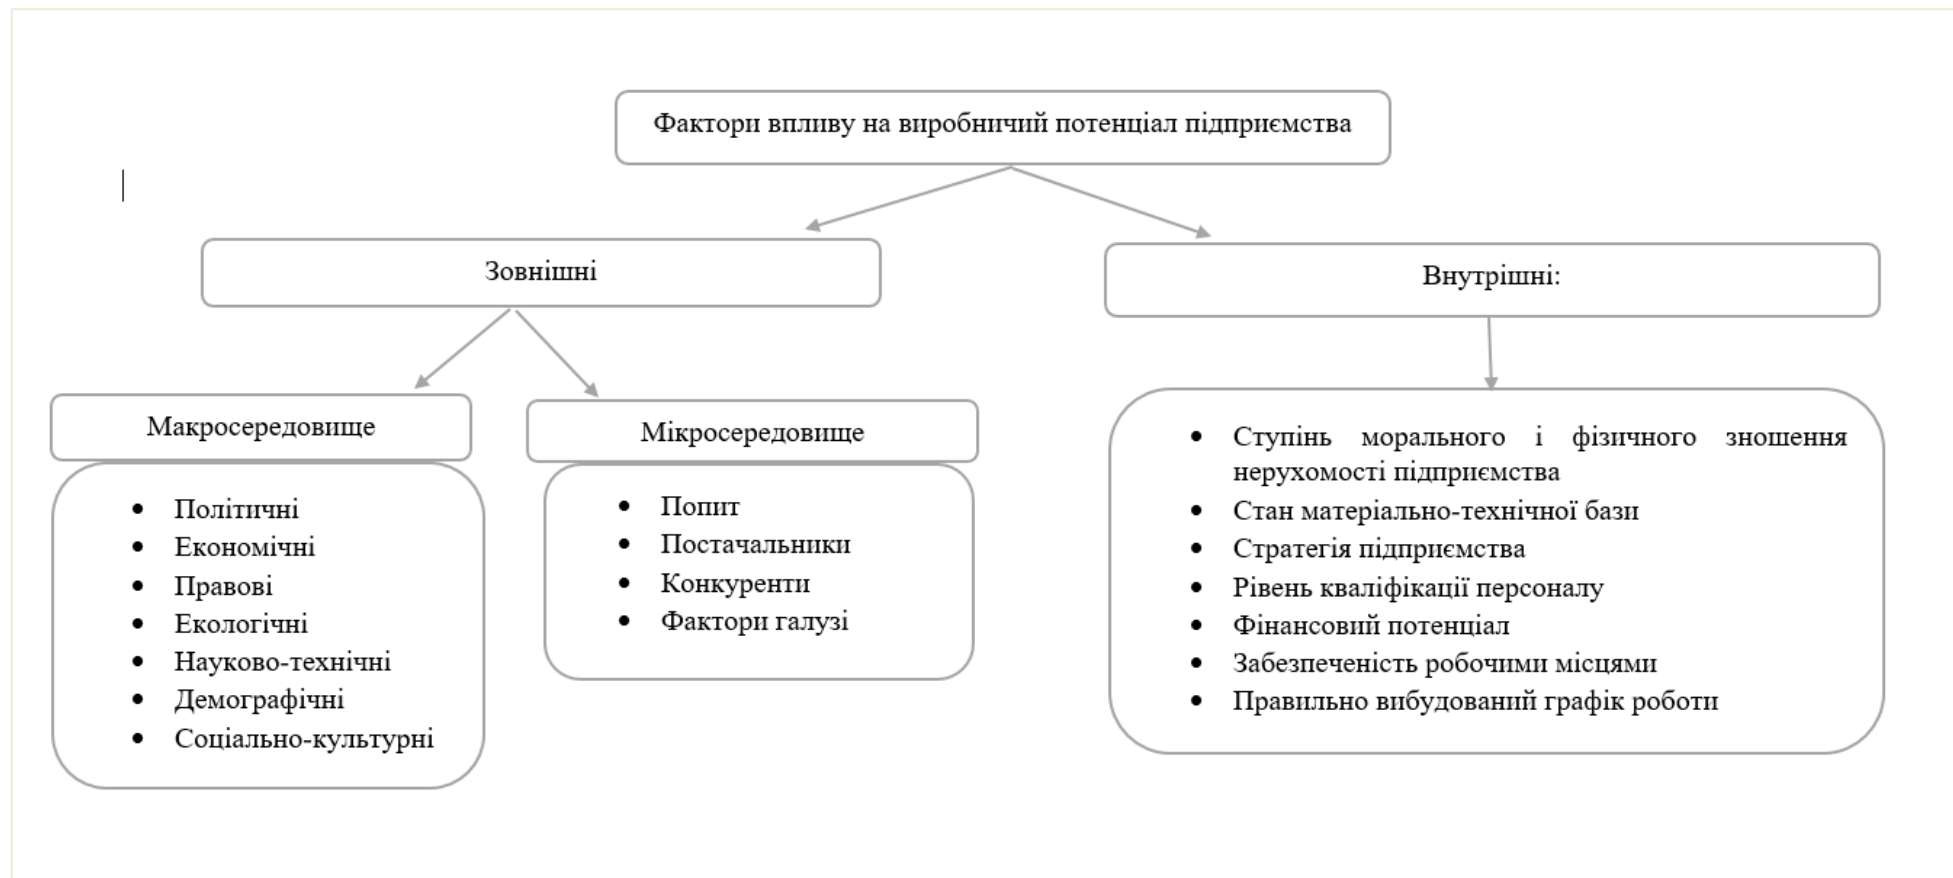 Фактори впливу на виробничий потенціал підприємства
Зовнішні
Внутрішні:
Макросередовище
Мікросередовище
• Політичні
• Економічні
• Правові
• Екологічні
• Науково-технічні
• Демографічні
• Соціально-культурні
• Попит
• Постачальники
• Конкуренти
• Фактори галузі
• Ступінь морального і фізичного зношення
нерухомості підприємства
• Стан матеріально-технічної бази
• Стратегія підприємства
• Рівень кваліфікації персоналу
• Фінансовий потенціал
• Забезпеченість робочими місцями
• Правильно вибудований графік роботи